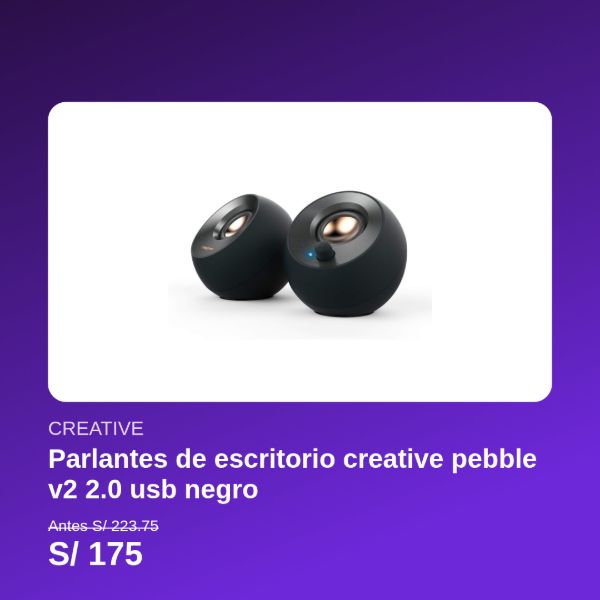 CREATIVE
Parlantes de escritorio creative pebble
v2 2.0 usb negro
Antes S/ 223.75
S/ 175